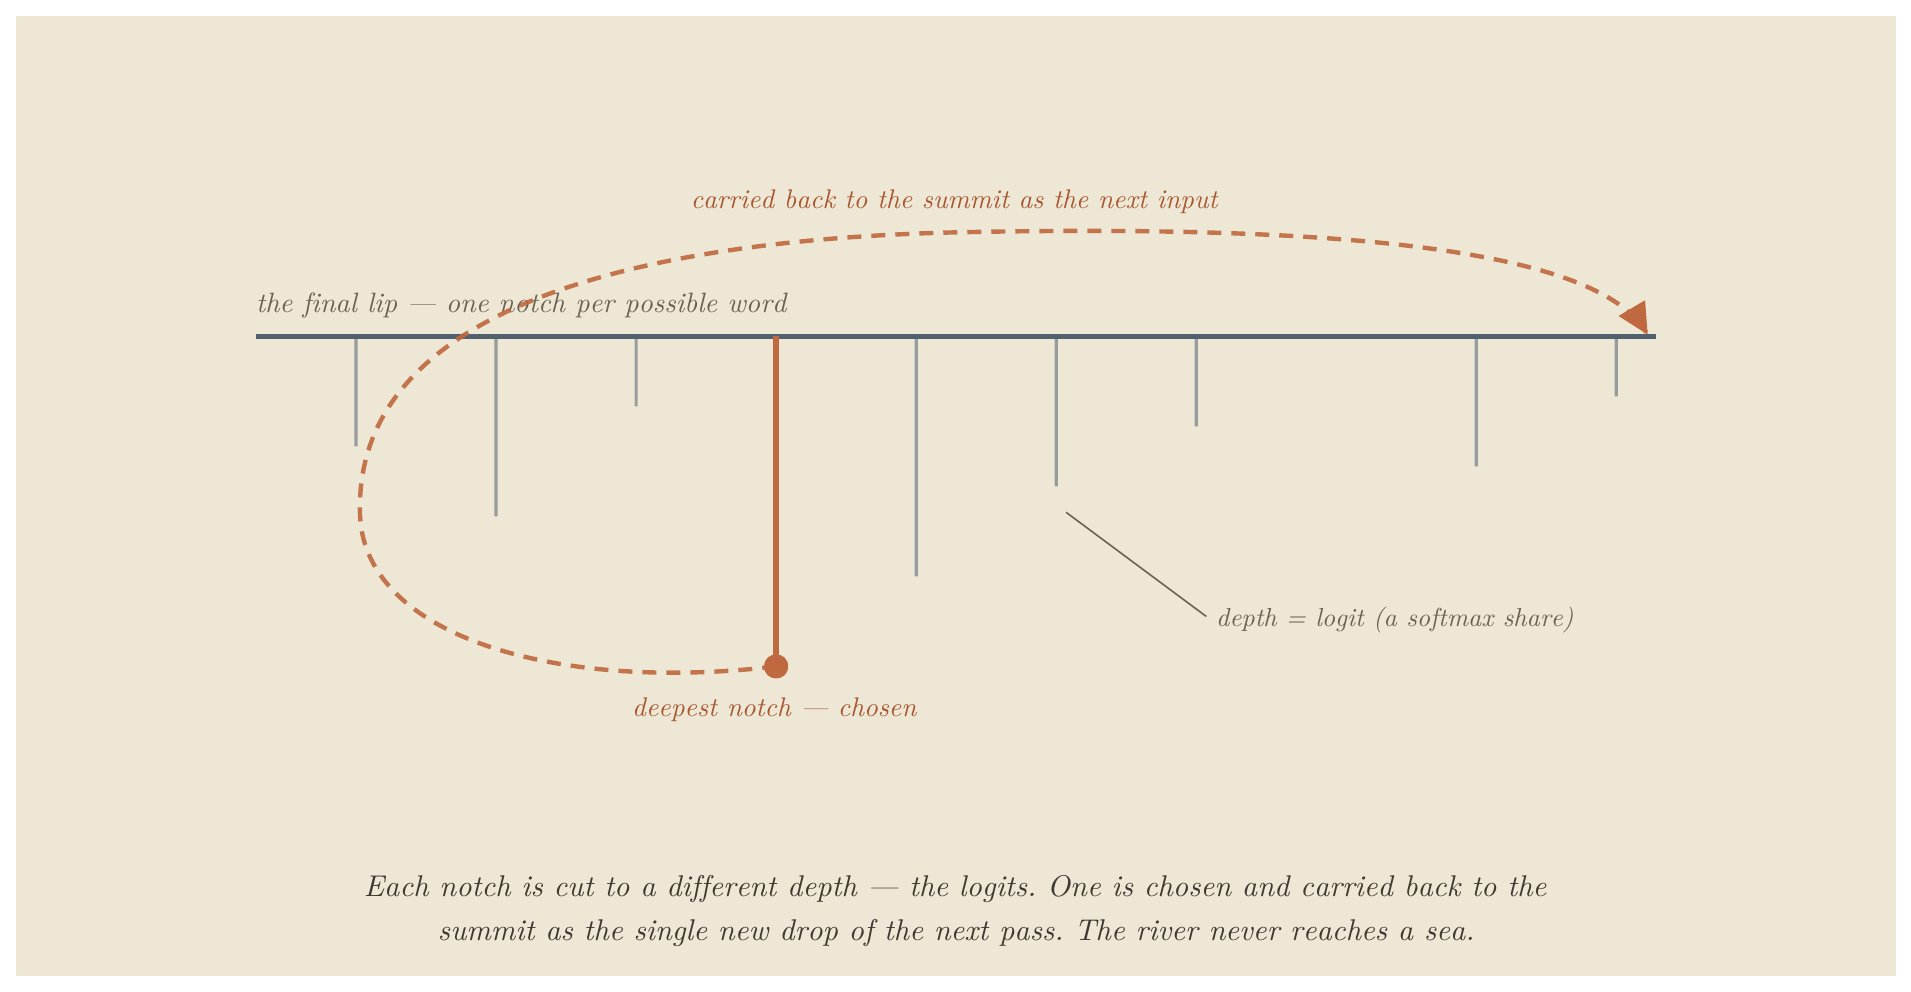 carried back to the summit as the next input
the final lip — one notch per possible word
depth = logit (a softmax share)
deepest notch — chosen
Each notch is cut to a different depth — the logits. One is chosen and carried back to the
summit as the single new drop of the next pass. The river never reaches a sea.